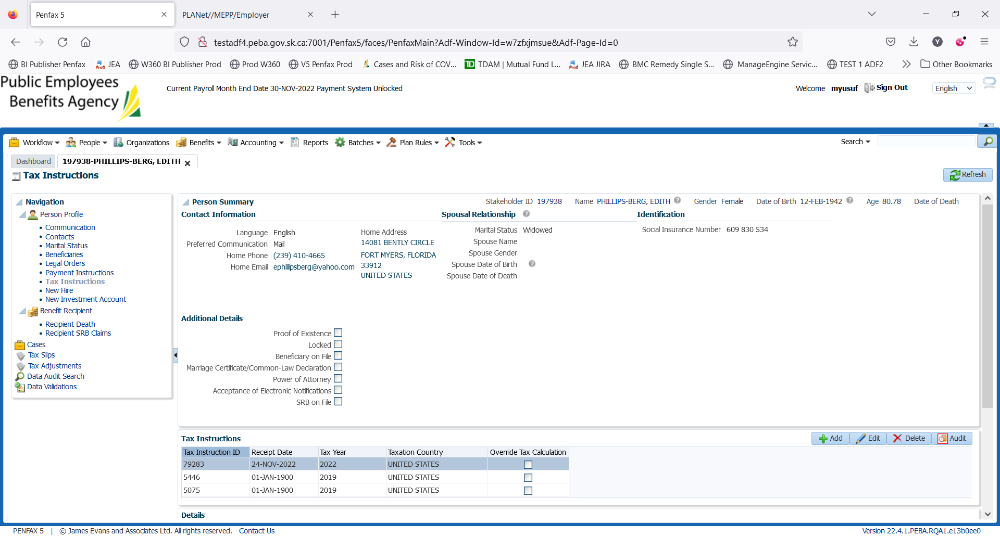 Penfax 5
PLANet//MEPP/Employer
testadf4.peba.gov.sk.ca:7001/Penfax5/faces/PenfaxMain?Adf-Window-Id=w7zfxjmsue&Adf-Page-Id=0
Y
BI Publisher Penfax
Prod
JEA
W360 BI Publisher Prod
Prod W360
V5 Penfax Prod
Cases and Risk of COV...
TD
TDAM | Mutual Fund L...
Prod
JEA JIRA
BMC Remedy Single S...
ManageEngine Servic...
TEST 1 ADF2
Other Bookmarks
Public Employees
Benefits Agency
Current Payroll Month End Date 30-NOV-2022 Payment System Unlocked
Welcome myusuf
Sign Out
English
Workflow
People
Organizations
Benefits
Accounting
Reports
Batches
Plan Rules
Tools
Search
Dashboard
197938-PHILLIPS-BERG, EDITH
Tax Instructions
Refresh
Navigation
Person Profile
Communication
Contacts
Marital Status
Beneficiaries
Legal Orders
Payment Instructions
Tax Instructions
New Hire
New Investment Account
Benefit Recipient
Recipient Death
Recipient SRB Claims
Cases
Tax Slips
Tax Adjustments
Data Audit Search
Data Validations
Person Summary
Stakeholder ID 197938
Name PHILLIPS-BERG, EDITH
Gender Female
Date of Birth 12-FEB-1942
Age 80.78
Date of Death
Contact Information
Language English
Preferred Communication Mail
Home Phone (239) 410-4665
Home Email ephillipsberg@yahoo.com
Home Address
14081 BENTLY CIRCLE
FORT MYERS, FLORIDA
33912
UNITED STATES
Spousal Relationship
Marital Status Widowed
Spouse Name
Spouse Gender
Spouse Date of Birth
Spouse Date of Death
Identification
Social Insurance Number 609 830 534
Additional Details
Proof of Existence
Locked
Beneficiary on File
Marriage Certificate/Common-Law Declaration
Power of Attorney
Acceptance of Electronic Notifications
SRB on File
Tax Instructions
Add
Edit
Delete
Audit
Tax Instruction ID Receipt Date Tax Year Taxation Country Override Tax Calculation
79283 24-NOV-2022 2022 UNITED STATES
5446 01-JAN-1900 2019 UNITED STATES
5075 01-JAN-1900 2019 UNITED STATES
Details
PENFAX 5 | © James Evans and Associates Ltd. All rights reserved. Contact Us
Version 22.4.1.PEBA.RQA1.e13b0ee0